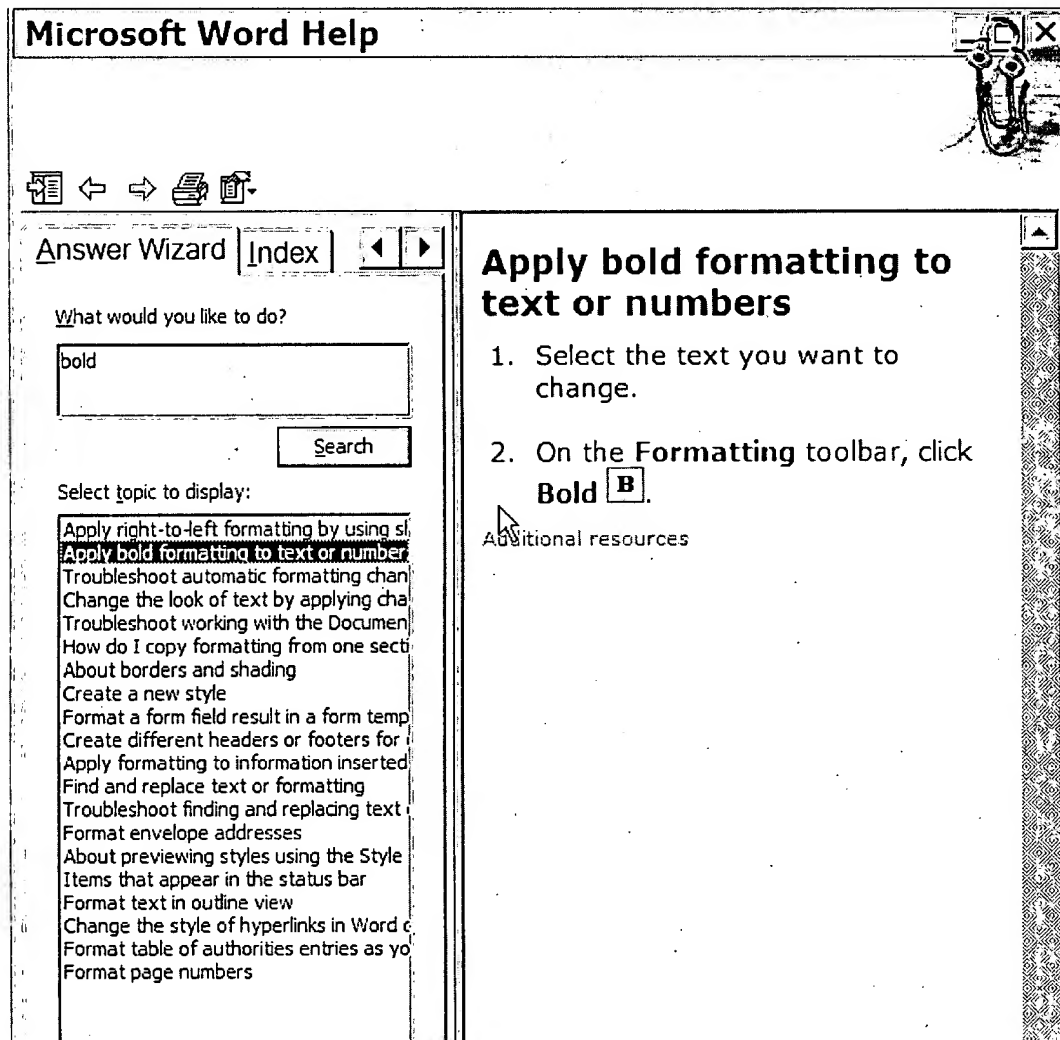 Microsoft Word Help
Answer Wizard
Index
What would you like to do?
bold
Search
Select topic to display:
Apply right-to-left formatting by using sl
Apply bold formatting to text or number
Troubleshoot automatic formatting chan
Change the look of text by applying cha
Troubleshoot working with the Documen
How do I copy formatting from one secti
About borders and shading
Create a new style
Format a form field result in a form temp
Create different headers or footers for
Apply formatting to information inserted
Find and replace text or formatting
Troubleshoot finding and replacing text
Format envelope addresses
About previewing styles using the Style
Items that appear in the status bar
Format text in outline view
Change the style of hyperlinks in Word
Format table of authorities entries as yo
Format page numbers
Apply bold formatting to
text or numbers
1. Select the text you want to
change.
2. On the Formatting toolbar, click
Bold B.
Additional resources